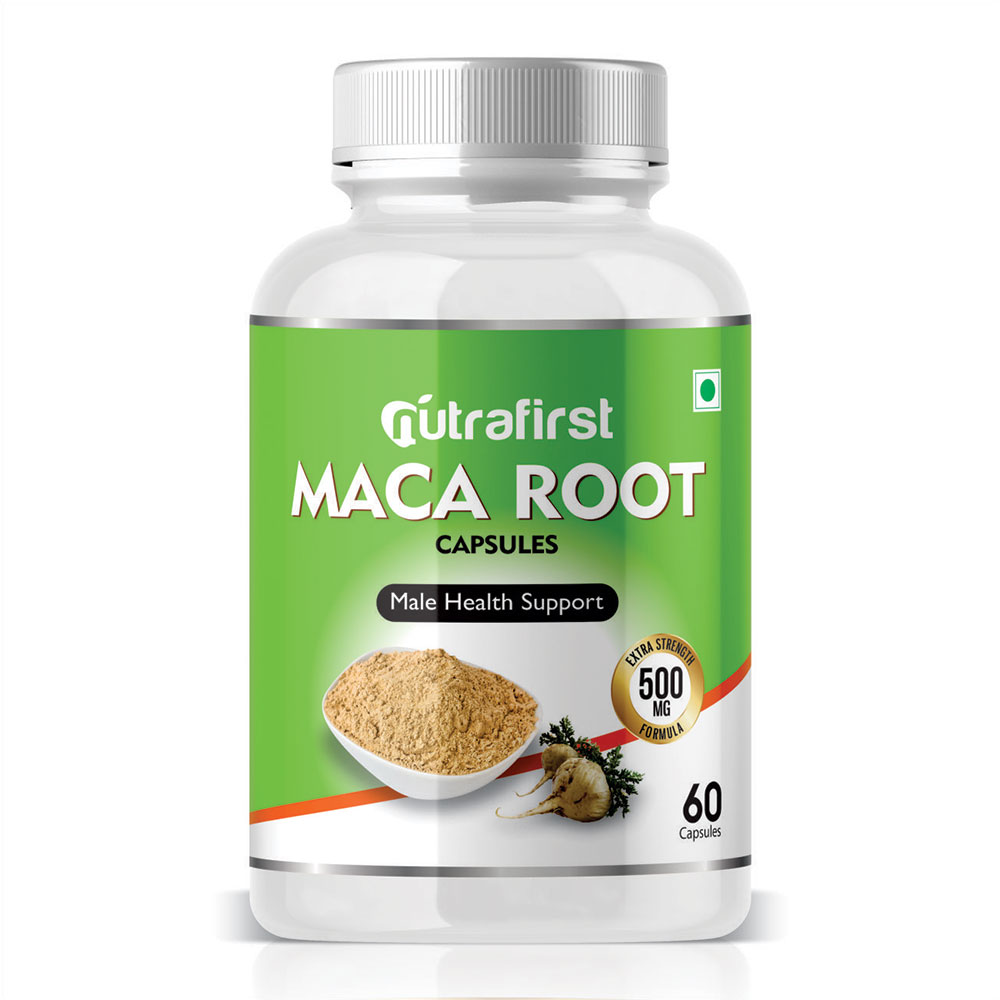 nutrafirst
MACA ROOT
CAPSULES
Male Health Support
EXTRA STRENGTH
500
MG
FORMULA
60
Capsules